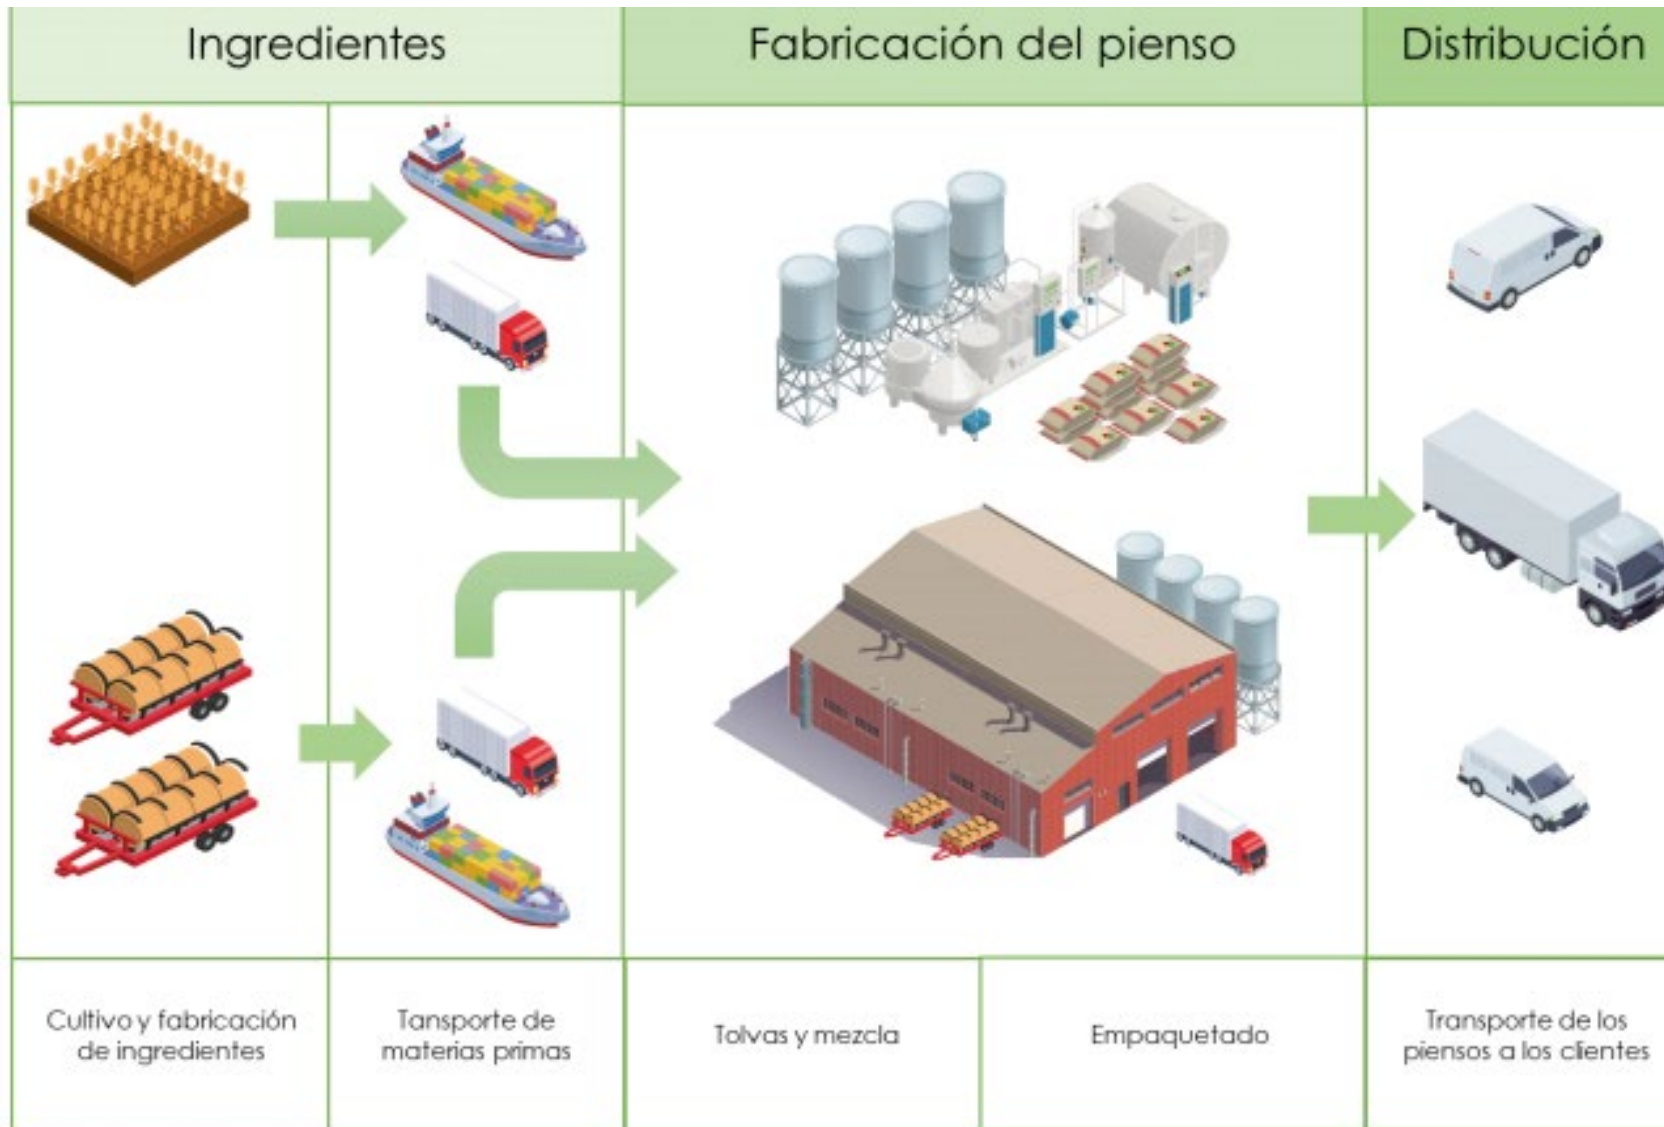 Ingredientes
Fabricación del pienso
Distribución
Cultivo y fabricación
de ingredientes
Tansporte de
materias primas
Tolvas y mezcla
Empaquetado
Transporte de los
piensos a los clientes